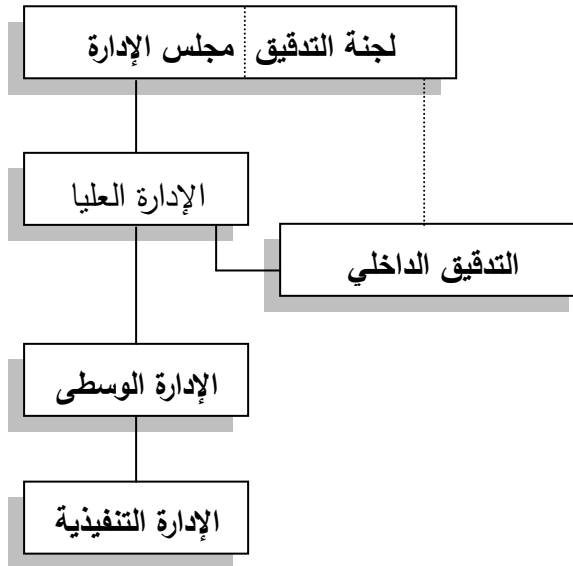 لجنة التدقيق مجلس الإدارة
الإدارة العليا
التدقيق الداخلي
الإدارة الوسطى
الإدارة التنفيذية